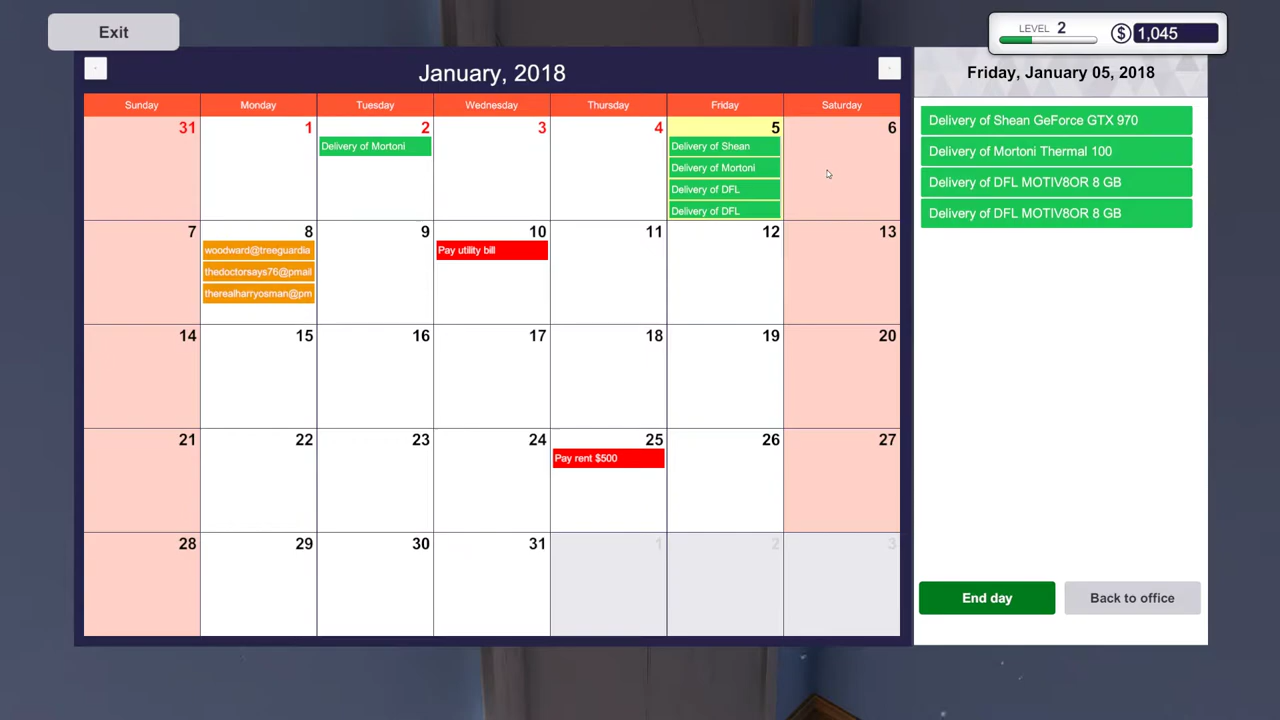 Exit
LEVEL 2
$ 1,045
January, 2018
Friday, January 05, 2018
Sunday Monday Tuesday Wednesday Thursday Friday Saturday
31 1 2 3 4 5 6
Delivery of Mortoni
Delivery of Shean
Delivery of Mortoni
Delivery of DFL
Delivery of DFL
7 8 9 10 11 12 13
woodward@treeguardia
thedoctorsays76@pmail
therealharryosman@pm
Pay utility bill
14 15 16 17 18 19 20
21 22 23 24 25 26 27
Pay rent $500
28 29 30 31 1 2 3
Delivery of Shean GeForce GTX 970
Delivery of Mortoni Thermal 100
Delivery of DFL MOTIV8OR 8 GB
Delivery of DFL MOTIV8OR 8 GB
End day
Back to office